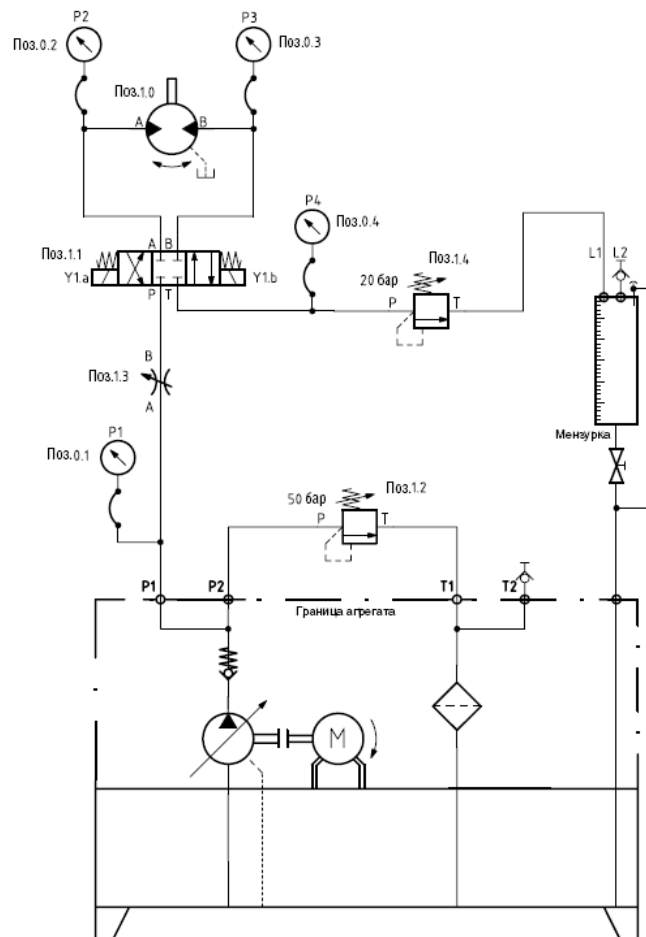 P2
P3
Поз.0.2
Поз.0.3
Поз.1.0
A
B
P4
Поз.0.4
A B
Поз.1.1
Y1.a
Y1.b
P T
Поз.1.4
20 бар
P
T
L1
L2
B
Поз.1.3
A
Мензурка
P1
Поз.0.1
Поз.1.2
50 бар
P
T
P1
P2
T1
T2
Граница агрегата
M